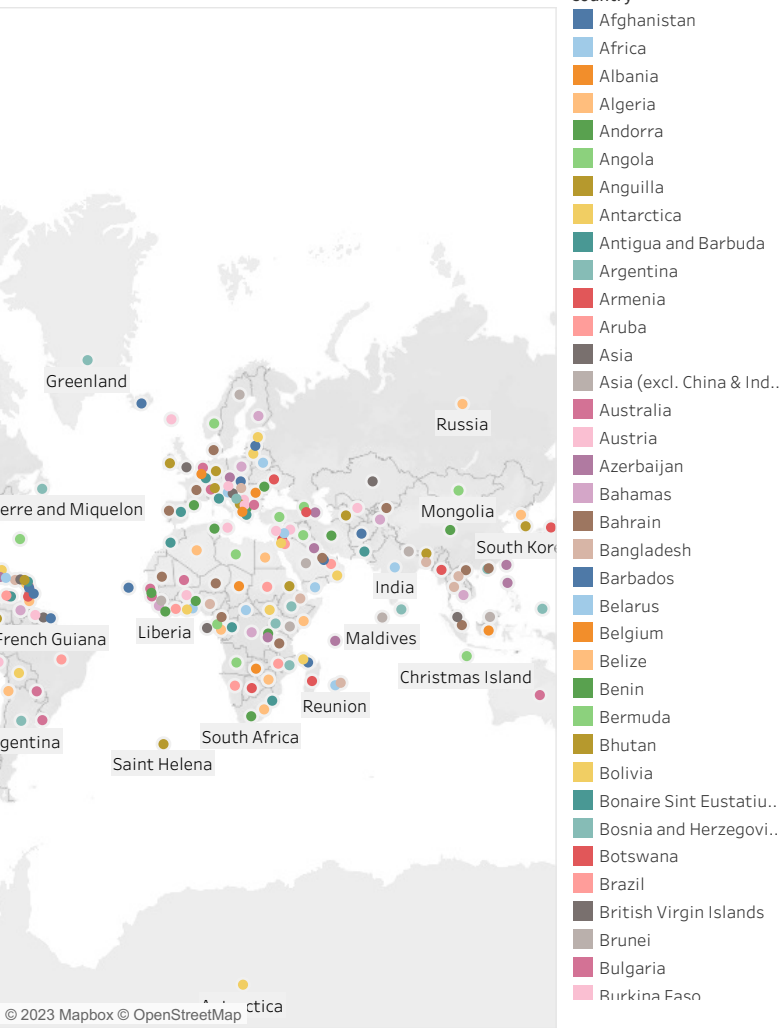 Greenland
Russia
erre and Miquelon
Mongolia
South Kor
India
French Guiana
Liberia
Maldives
Christmas Island
Reunion
South Africa
gentina
Saint Helena
© 2023 Mapbox © OpenStreetMap
Afghanistan
Africa
Albania
Algeria
Andorra
Angola
Anguilla
Antarctica
Antigua and Barbuda
Argentina
Armenia
Aruba
Asia
Asia (excl. China & Ind..
Australia
Austria
Azerbaijan
Bahamas
Bahrain
Bangladesh
Barbados
Belarus
Belgium
Belize
Benin
Bermuda
Bhutan
Bolivia
Bonaire Sint Eustatiu..
Bosnia and Herzegovi..
Botswana
Brazil
British Virgin Islands
Brunei
Bulgaria
Burkina Faso